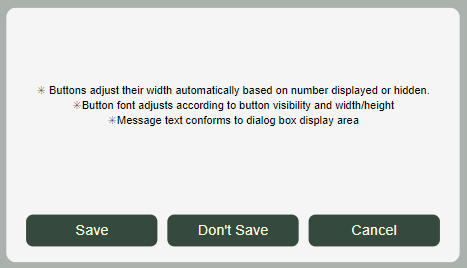 ✳ Buttons adjust their width automatically based on number displayed or hidden.
✳Button font adjusts according to button visibility and width/height
✳Message text conforms to dialog box display area
Save Don't Save Cancel